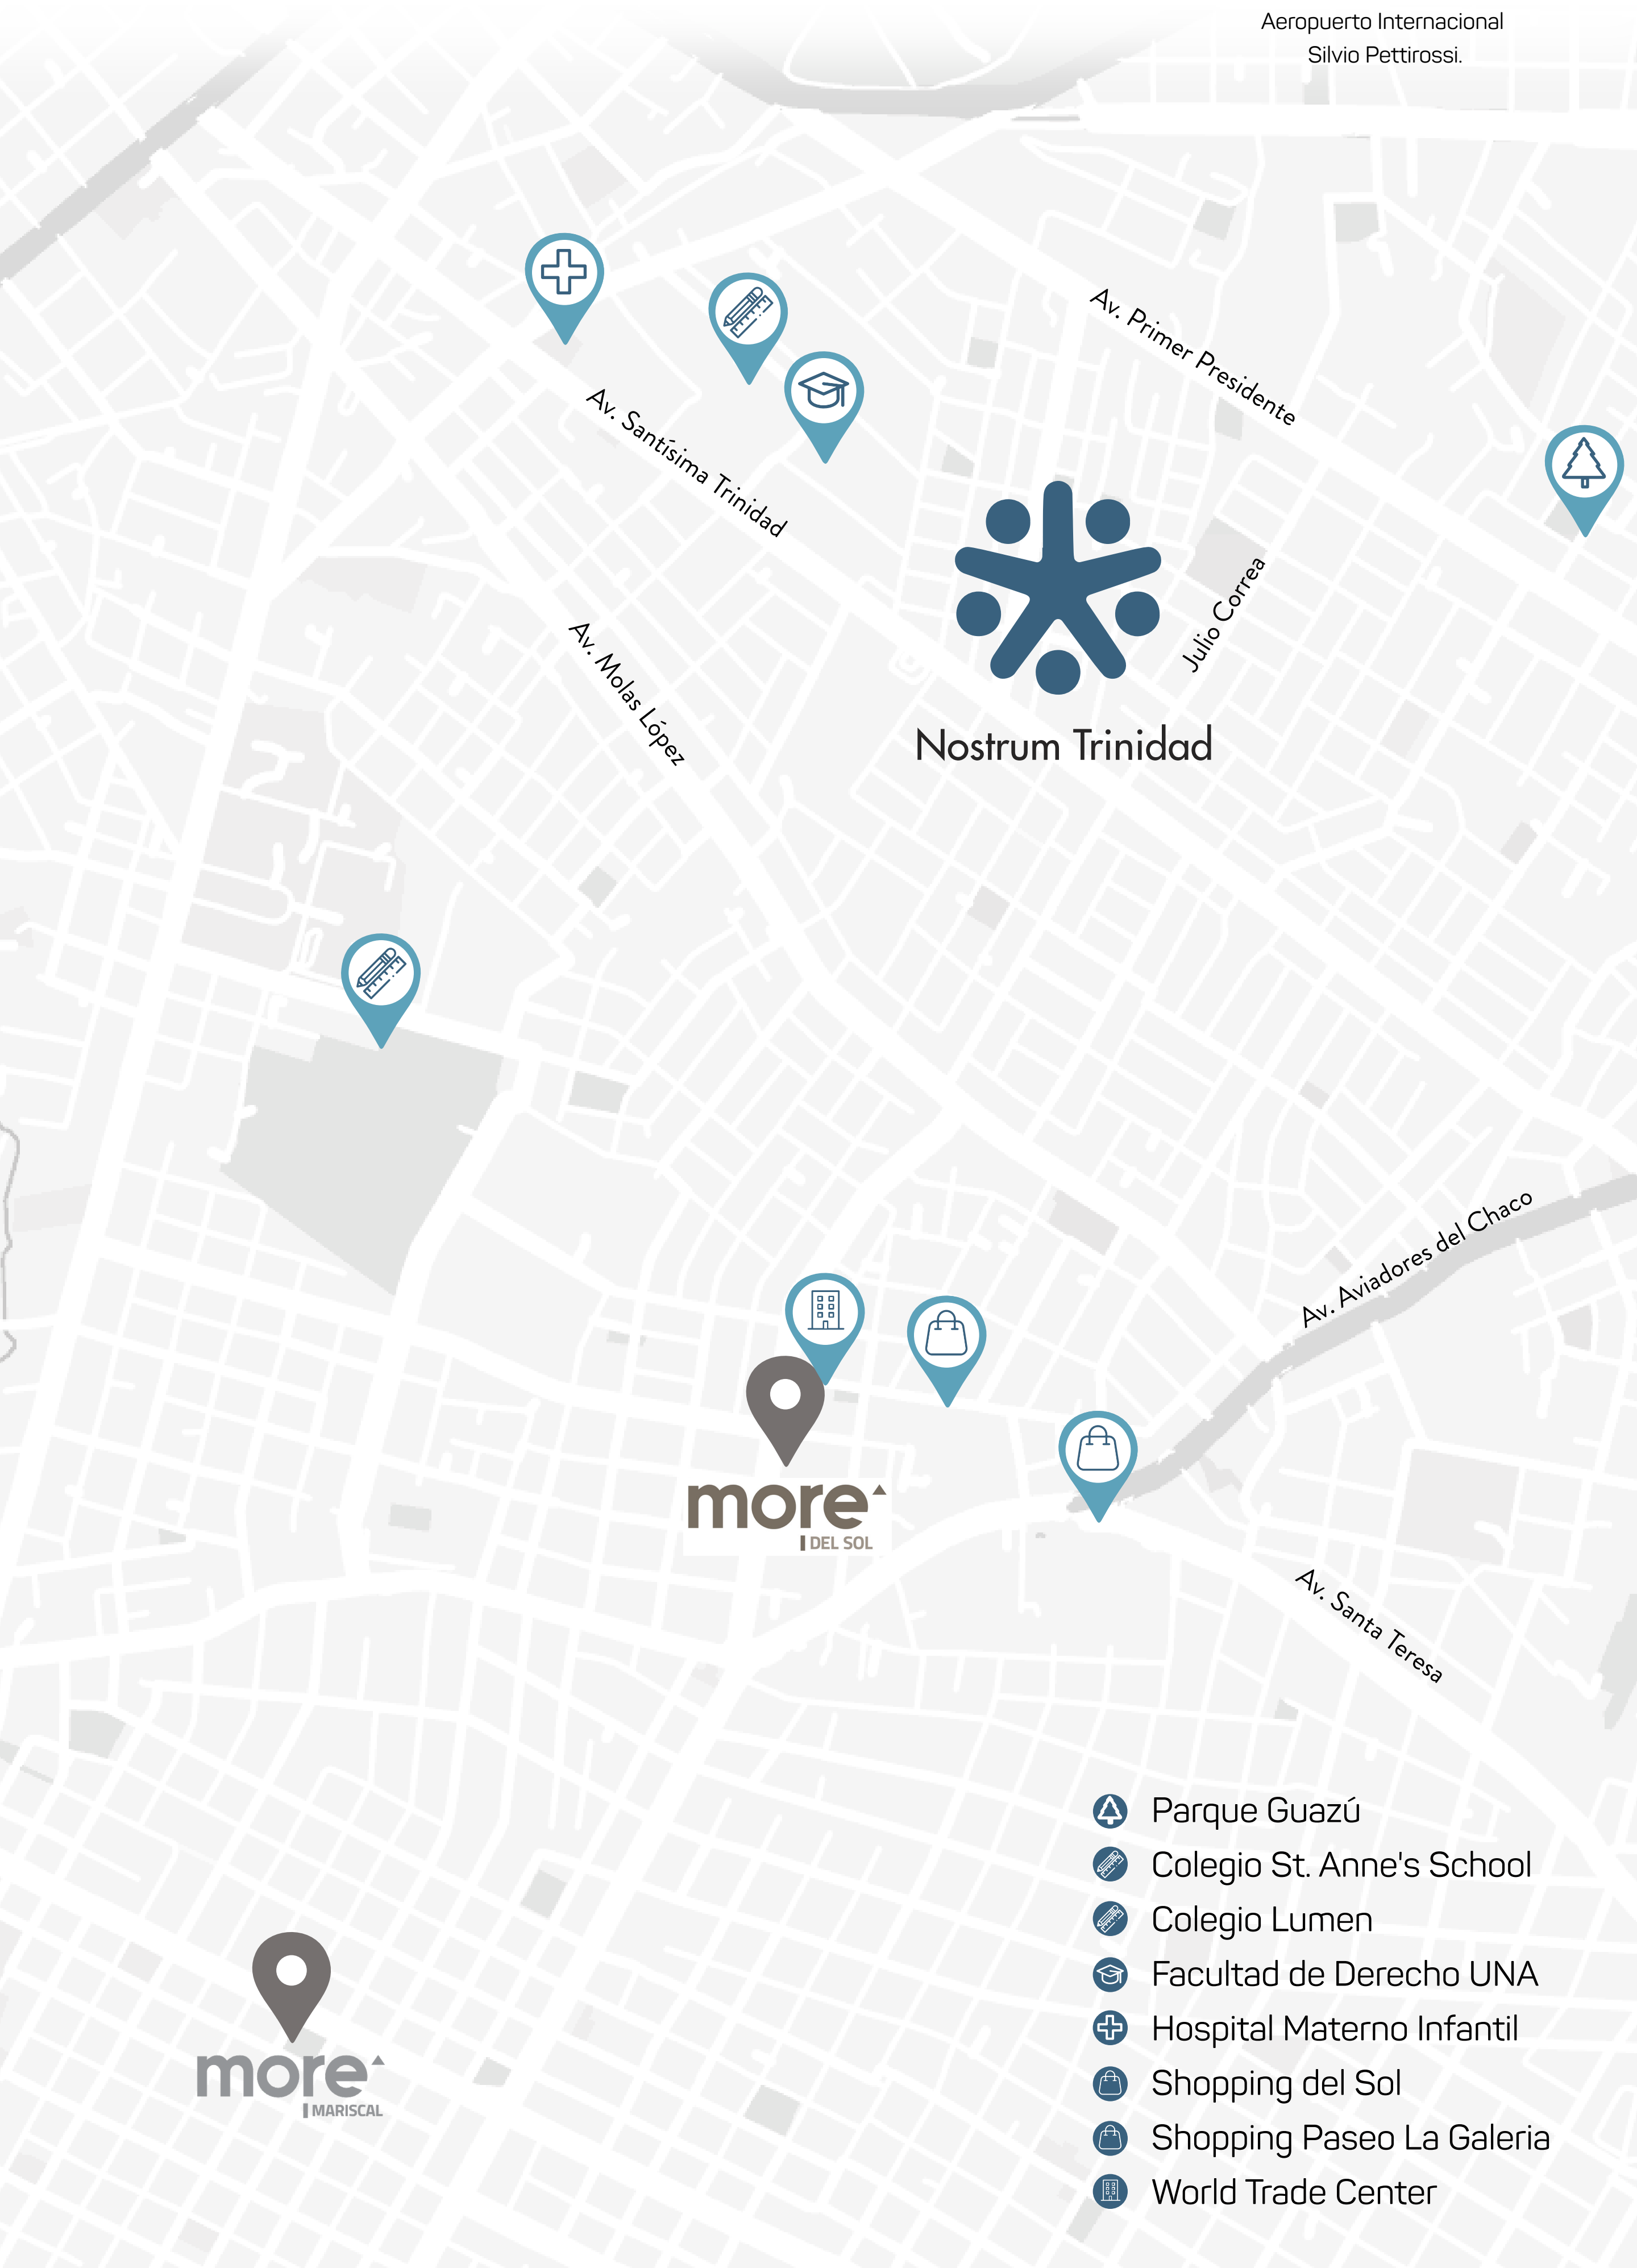 Aeropuerto Internacional
Silvio Pettirossi.
Av. Primer Presidente
Av. Santísima Trinidad
Julio Correa
Av. Molas López
Nostrum Trinidad
Av. Aviadores del Chaco
more
DEL SOL
Av. Santa Teresa
Parque Guazú
Colegio St. Anne's School
Colegio Lumen
Facultad de Derecho UNA
Hospital Materno Infantil
Shopping del Sol
Shopping Paseo La Galeria
World Trade Center
more
MARISCAL